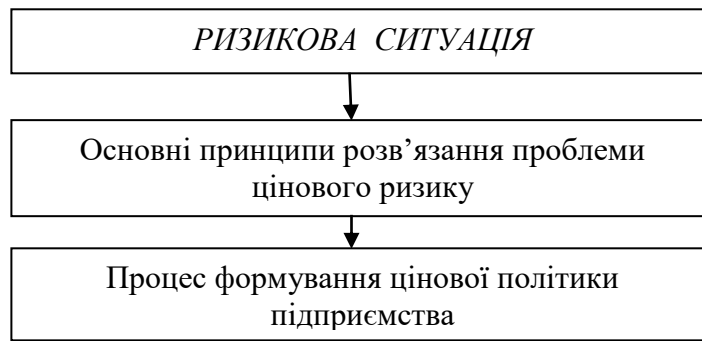 РИЗИКОВА СИТУАЦІЯ
Основні принципи розв’язання проблеми
цінового ризику
Процес формування цінової політики
підприємства